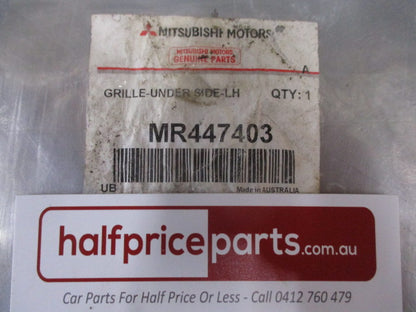 MITSUBISHI MOTORS
MITSUBISHI MOTORS
GENUINE PARTS
A
GRILLE-UNDER SIDE-LH QTY: 1
MR447403
UB Made in AUSTRALIA
halfpriceparts.com.au
Car Parts For Half Price Or Less - Call 0412 760 479